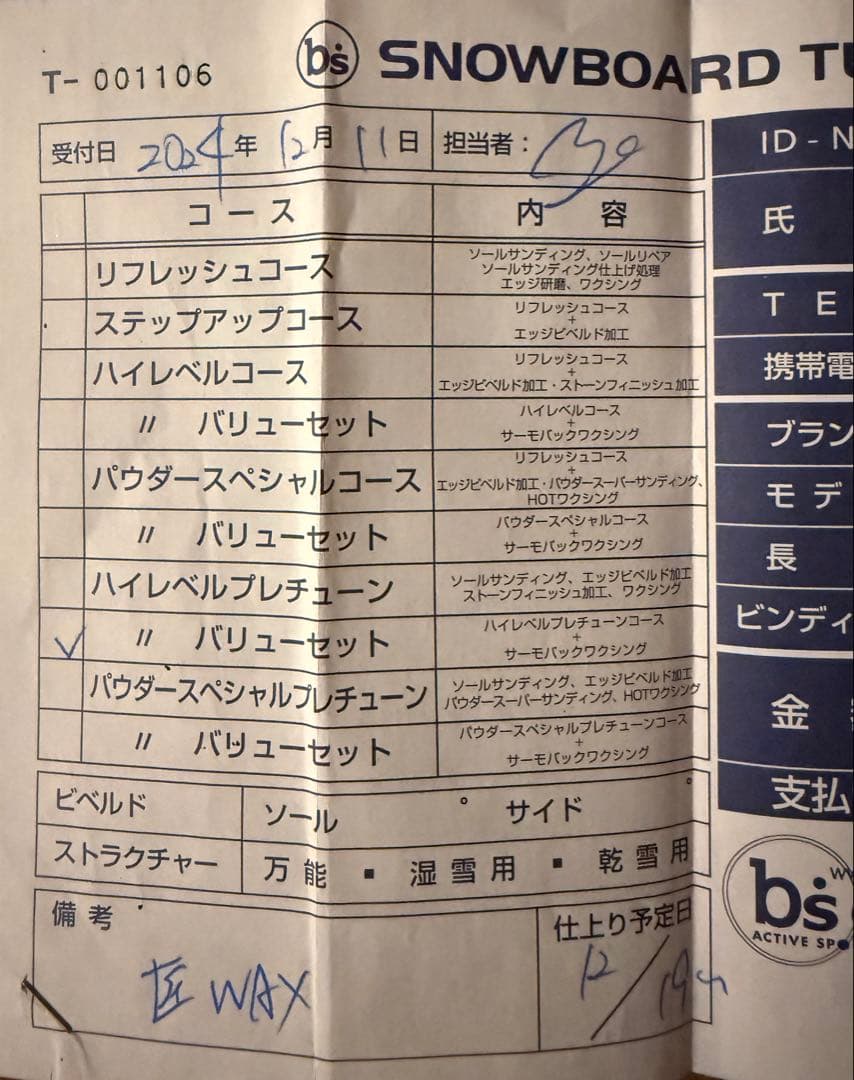 T- 001106
bs SNOWBOARD TU
受付日 2024年 12月 11日 担当者：
コース 内容
リフレッシュコース
ソールサンディング、ソールリペア
ソールサンディング仕上げ処理
エッジ研磨、ワクシング
ステップアップコース
リフレッシュコース
+
エッジビベルド加工
ハイレベルコース
リフレッシュコース
+
エッジビベルド加工・ストーンフィニッシュ加工
〃 バリューセット
ハイレベルコース
+
サーモバックワクシング
パウダースペシャルコース
リフレッシュコース
+
エッジビベルド加工・パウダースーパーサンディング、
HOTワクシング
〃 バリューセット
パウダースペシャルコース
+
サーモバックワクシング
ハイレベルプレチューン
ソールサンディング、エッジビベルド加工
ストーンフィニッシュ加工、ワクシング
✓ 〃 バリューセット
ハイレベルプレチューンコース
+
サーモバックワクシング
パウダースペシャルプレチューン
ソールサンディング、エッジビベルド加工
パウダースーパーサンディング、HOTワクシング
〃 バリューセット
パウダースペシャルプレチューンコース
+
サーモバックワクシング
ビベルド ソール ° サイド °
ストラクチャー 万能 ・ 湿雪用 ・ 乾雪用
備考
匠 WAX
仕上り予定日
12/19
ID-N
氏
TE
携帯電
ブラン
モデ
長
ビンディ
金
支払
bs
ACTIVE SP